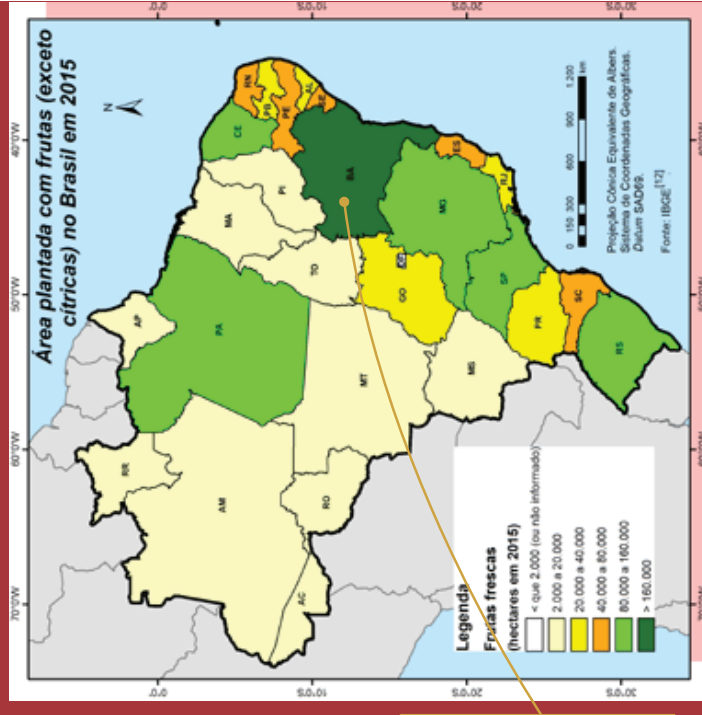 Área plantada com frutas (exceto
cítricas) no Brasil em 2015
N
0°0'
10°0'S
20°0'S
30°0'S
40°0'W
50°0'W
60°0'W
70°0'W
RR
AP
AM
PA
AC
RO
MT
TO
MA
PI
CE
RN
PB
PE
AL
SE
BA
GO
DF
MG
ES
RJ
SP
MS
PR
SC
RS
Legenda
Frutas frescas
(hectares em 2015)
< que 2.000 (ou não informado)
2.000 a 20.000
20.000 a 40.000
40.000 a 80.000
80.000 a 160.000
> 160.000
0 150 300 600 900 1.200
km
Projeção Cônica Equivalente de Albers.
Sistema de Coordenadas Geográficas.
Datum SAD69.
Fonte: IBGE[12]